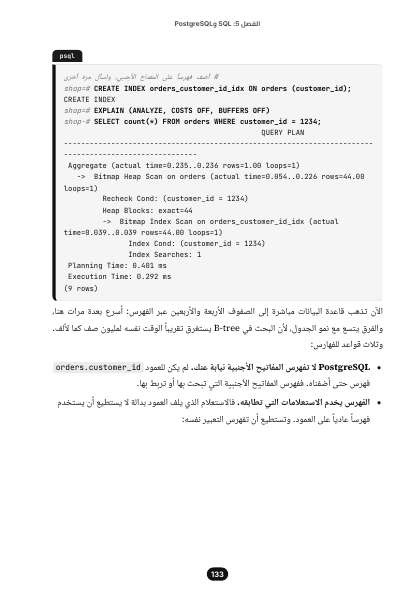 الفصل 5: SQL وPostgreSQL
psql
# أضف فهرساً على المفتاح الأجنبي، واسأل مرة أخرى
shop=# CREATE INDEX orders_customer_id_idx ON orders (customer_id);
CREATE INDEX
shop=# EXPLAIN (ANALYZE, COSTS OFF, BUFFERS OFF)
shop-# SELECT count(*) FROM orders WHERE customer_id = 1234;
QUERY PLAN
-------------------------------------------------------------------------
-------------------------------
Aggregate (actual time=0.235..0.236 rows=1.00 loops=1)
->  Bitmap Heap Scan on orders (actual time=0.054..0.226 rows=44.00
loops=1)
Recheck Cond: (customer_id = 1234)
Heap Blocks: exact=44
->  Bitmap Index Scan on orders_customer_id_idx (actual
time=0.039..0.039 rows=44.00 loops=1)
Index Cond: (customer_id = 1234)
Index Searches: 1
Planning Time: 0.401 ms
Execution Time: 0.292 ms
(9 rows)
الآن تذهب قاعدة البيانات مباشرة إلى الصفوف الأربعة والأربعين عبر الفهرس: أسرع بعدة مرات هنا،
والفرق يتسع مع نمو الجدول، لأن البحث في B-tree يستغرق تقريباً الوقت نفسه لمليون صف كما لألف.
وثلاث قواعد للفهارس:
• PostgreSQL لا تفهرس المفاتيح الأجنبية نيابة عنك. لم يكن للعمود orders.customer_id
فهرس حتى أضفناه. ففهرس المفاتيح الأجنبية التي تبحث بها أو تربط بها.
• الفهرس يخدم الاستعلامات التي تطابقه. فالاستعلام الذي يلف العمود بدالة لا يستطيع أن يستخدم
فهرساً عادياً على العمود. وتستطيع أن تفهرس التعبير نفسه:
133